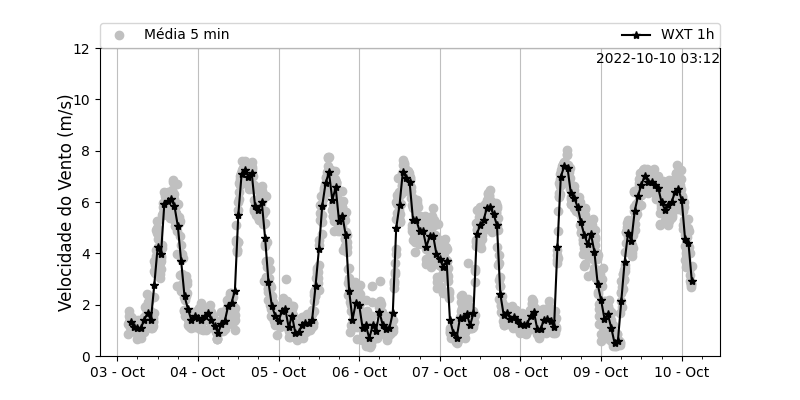 Média 5 min
WXT 1h
2022-10-10 03:12
Velocidade do Vento (m/s)
12
10
8
6
4
2
0
03 - Oct
04 - Oct
05 - Oct
06 - Oct
07 - Oct
08 - Oct
09 - Oct
10 - Oct